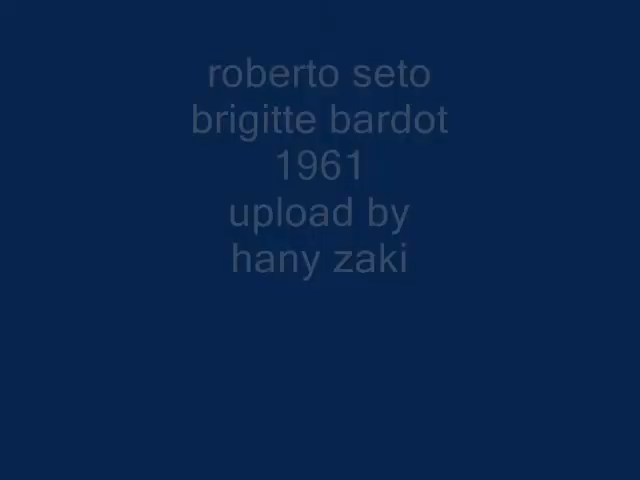 roberto seto
brigitte bardot
1961
upload by
hany zaki